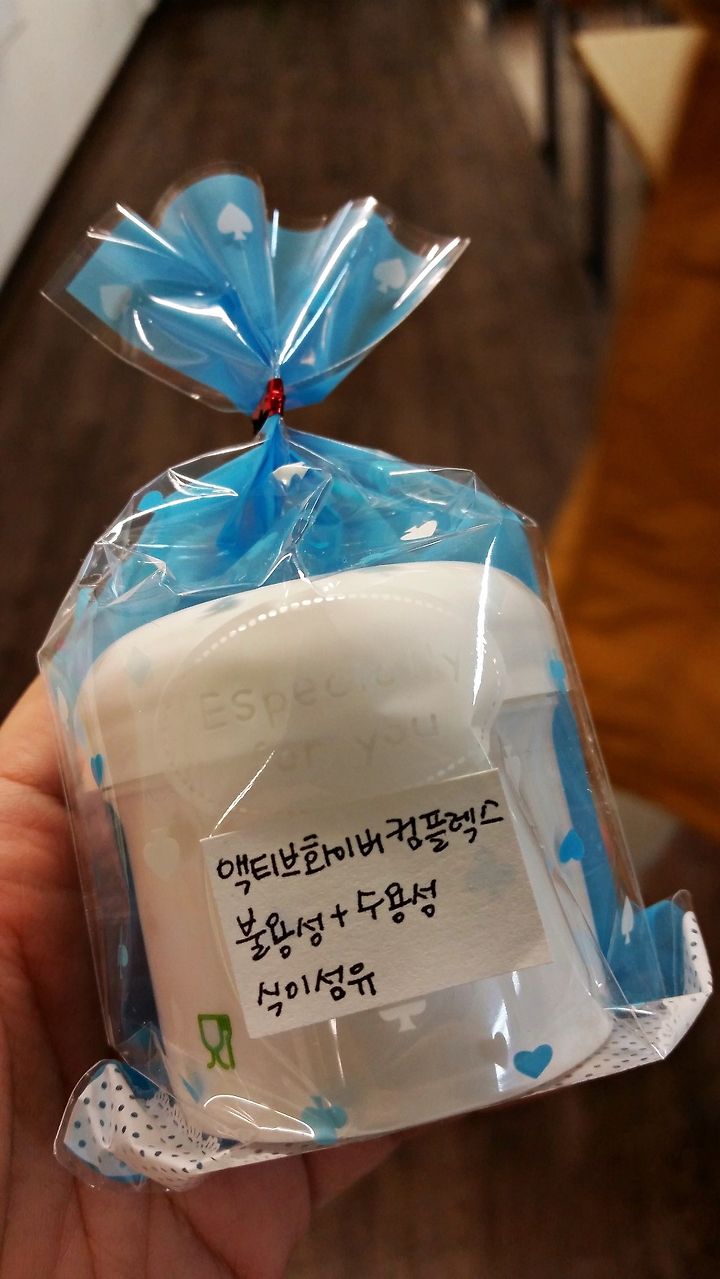 Especially
for you
액티브화이버컴플렉스
불용성+수용성
식이섬유